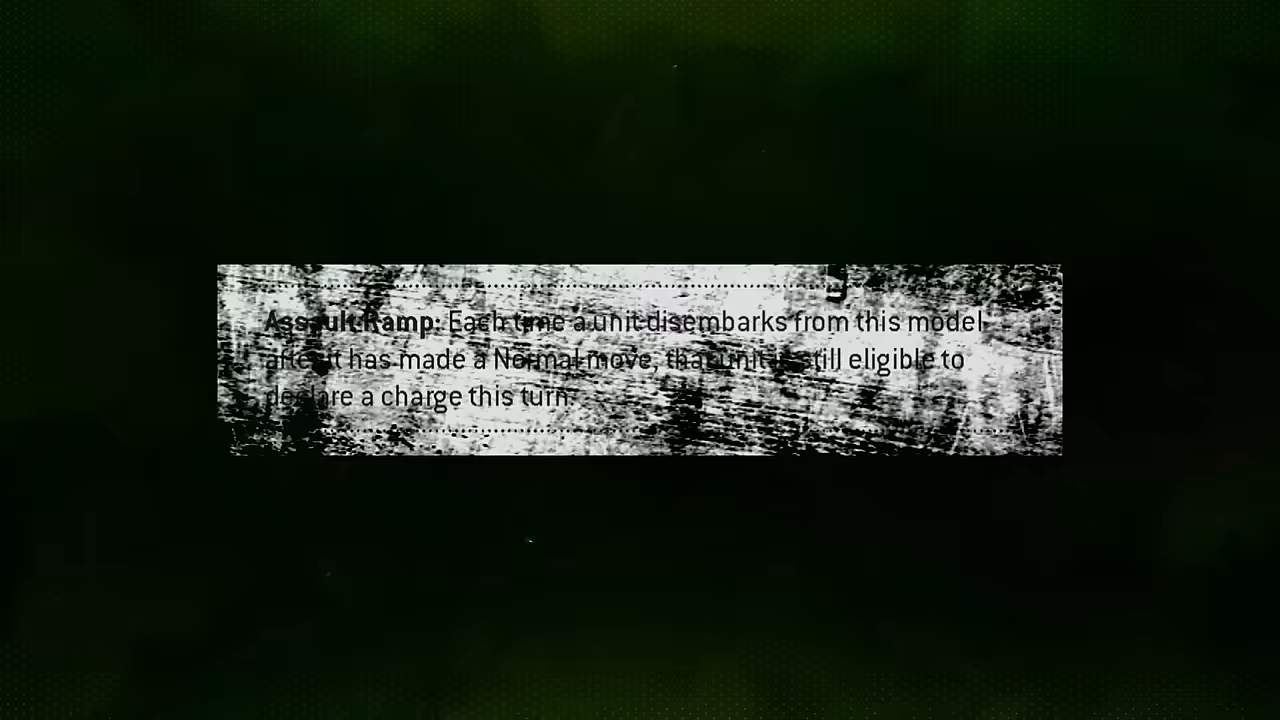 Assault Ramp: Each time a unit disembarks from this model
after it has made a Normal move, that unit is still eligible to
declare a charge this turn.